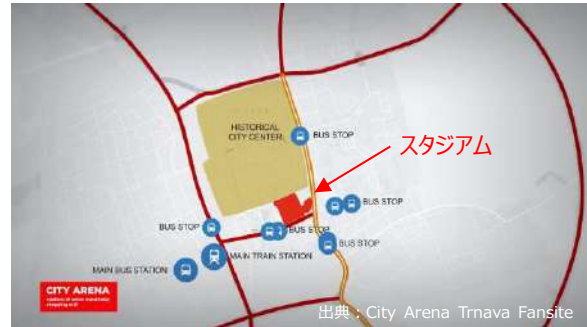 HISTORICAL
CITY CENTER
BUS STOP
スタジアム
BUS STOP
BUS STOP
BUS STOP
BUS STOP
MAIN TRAIN STATION
MAIN BUS STATION
CITY ARENA
出典：City Arena Trnava Fansite